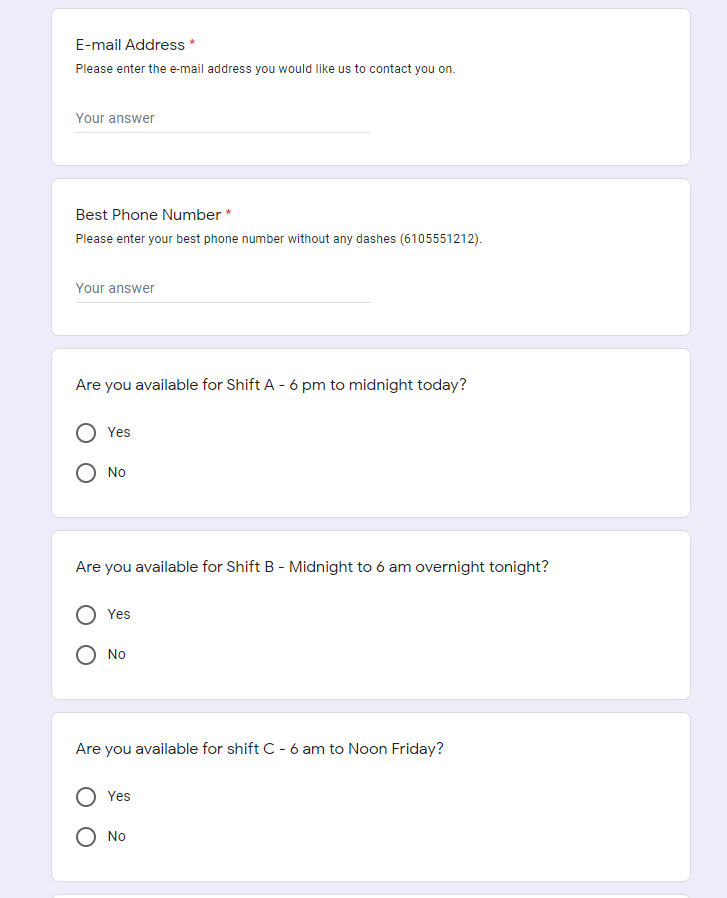 E-mail Address *
Please enter the e-mail address you would like us to contact you on.
Your answer
Best Phone Number *
Please enter your best phone number without any dashes (6105551212).
Your answer
Are you available for Shift A - 6 pm to midnight today?
Yes
No
Are you available for Shift B - Midnight to 6 am overnight tonight?
Yes
No
Are you available for shift C - 6 am to Noon Friday?
Yes
No